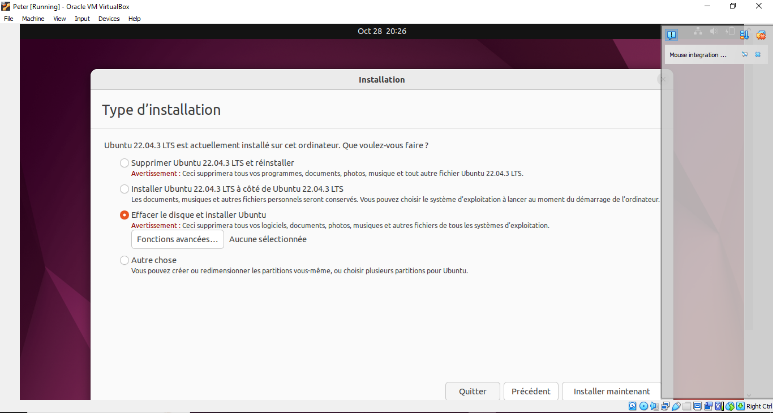 Peter [Running] - Oracle VM VirtualBox
File Machine View Input Devices Help
Oct 28 20:26
Mouse integration ...
Installation
Type d'installation
Ubuntu 22.04.3 LTS est actuellement installé sur cet ordinateur. Que voulez-vous faire ?
Supprimer Ubuntu 22.04.3 LTS et réinstaller
Avertissement : Ceci supprimera tous vos programmes, documents, photos, musique et tout autre fichier Ubuntu 22.04.3 LTS.
Installer Ubuntu 22.04.3 LTS à côté de Ubuntu 22.04.3 LTS
Les documents, musiques et autres fichiers personnels seront conservés. Vous pouvez choisir le système d'exploitation à lancer au moment du démarrage de l'ordinateur.
Effacer le disque et installer Ubuntu
Avertissement : Ceci supprimera tous vos logiciels, documents, photos, musiques et autres fichiers de tous les systèmes d'exploitation.
Fonctions avancées... Aucune sélectionnée
Autre chose
Vous pouvez créer ou redimensionner les partitions vous-même, ou choisir plusieurs partitions pour Ubuntu.
Quitter Précédent Installer maintenant
Right Ctrl